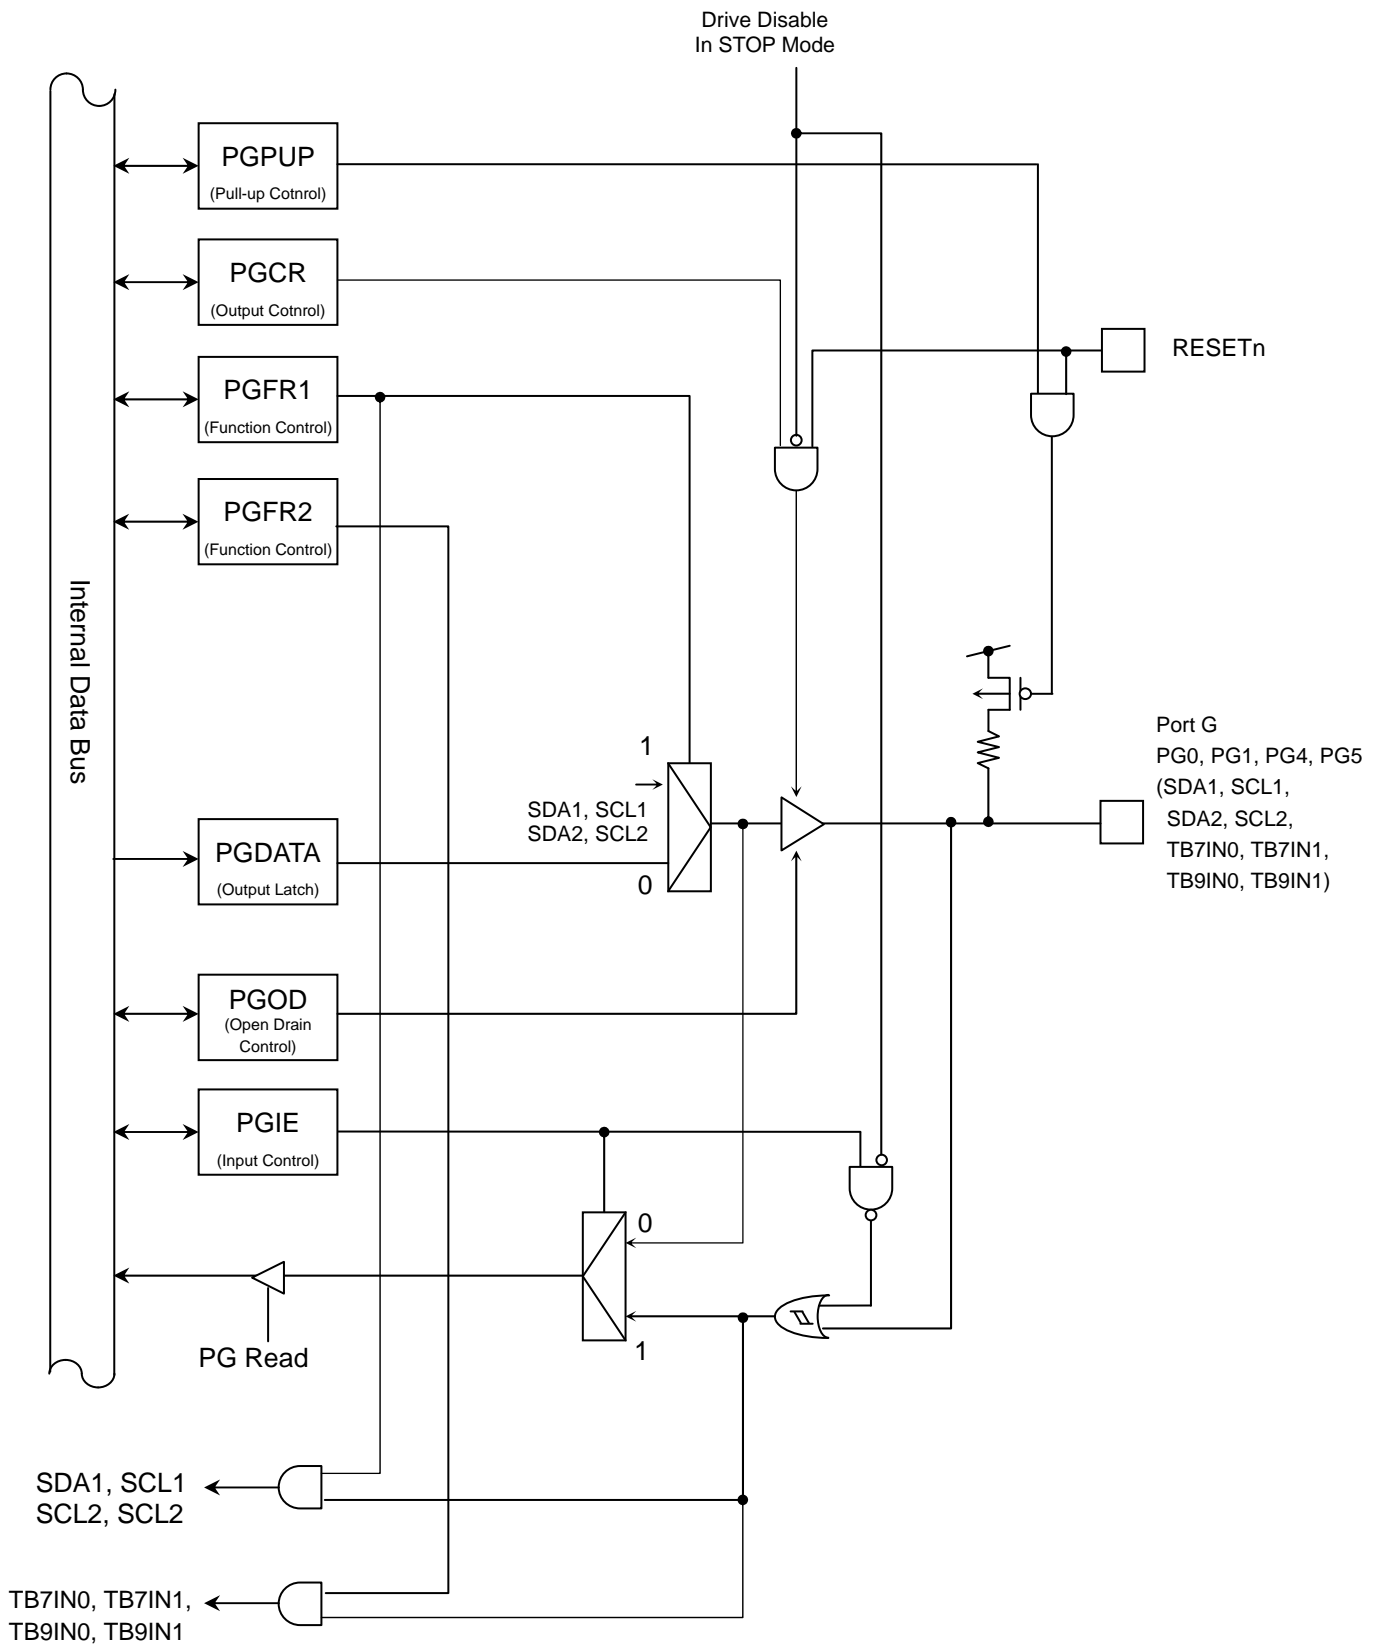 Drive Disable
In STOP Mode
PGPUP
(Pull-up Cotnrol)
PGCR
(Output Cotnrol)
RESETn
PGFR1
(Function Control)
PGFR2
(Function Control)
Internal Data Bus
Port G
PG0, PG1, PG4, PG5
(SDA1, SCL1,
SDA2, SCL2,
TB7IN0, TB7IN1,
TB9IN0, TB9IN1)
1
SDA1, SCL1
SDA2, SCL2
0
PGDATA
(Output Latch)
PGOD
(Open Drain
Control)
PGIE
(Input Control)
0
1
PG Read
SDA1, SCL1
SCL2, SCL2
TB7IN0, TB7IN1,
TB9IN0, TB9IN1